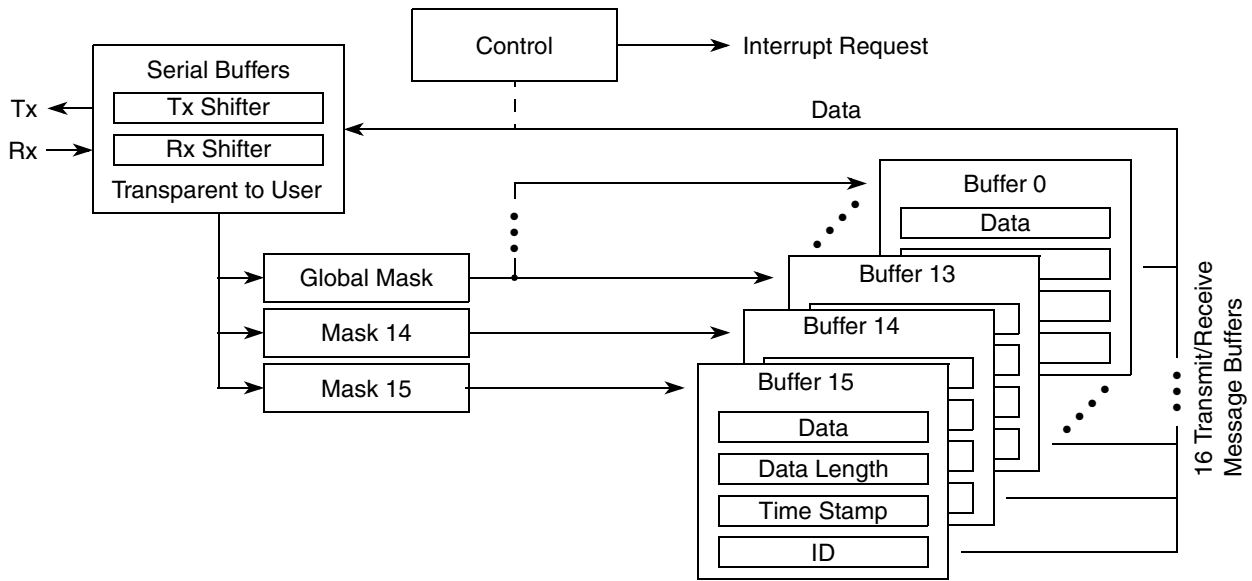 Control
Interrupt Request
Serial Buffers
Tx Shifter
Rx Shifter
Transparent to User
Tx
Rx
Data
Buffer 0
Data
Global Mask
Buffer 13
Mask 14
Buffer 14
Mask 15
Buffer 15
Data
Data Length
Time Stamp
ID
16 Transmit/Receive
Message Buffers